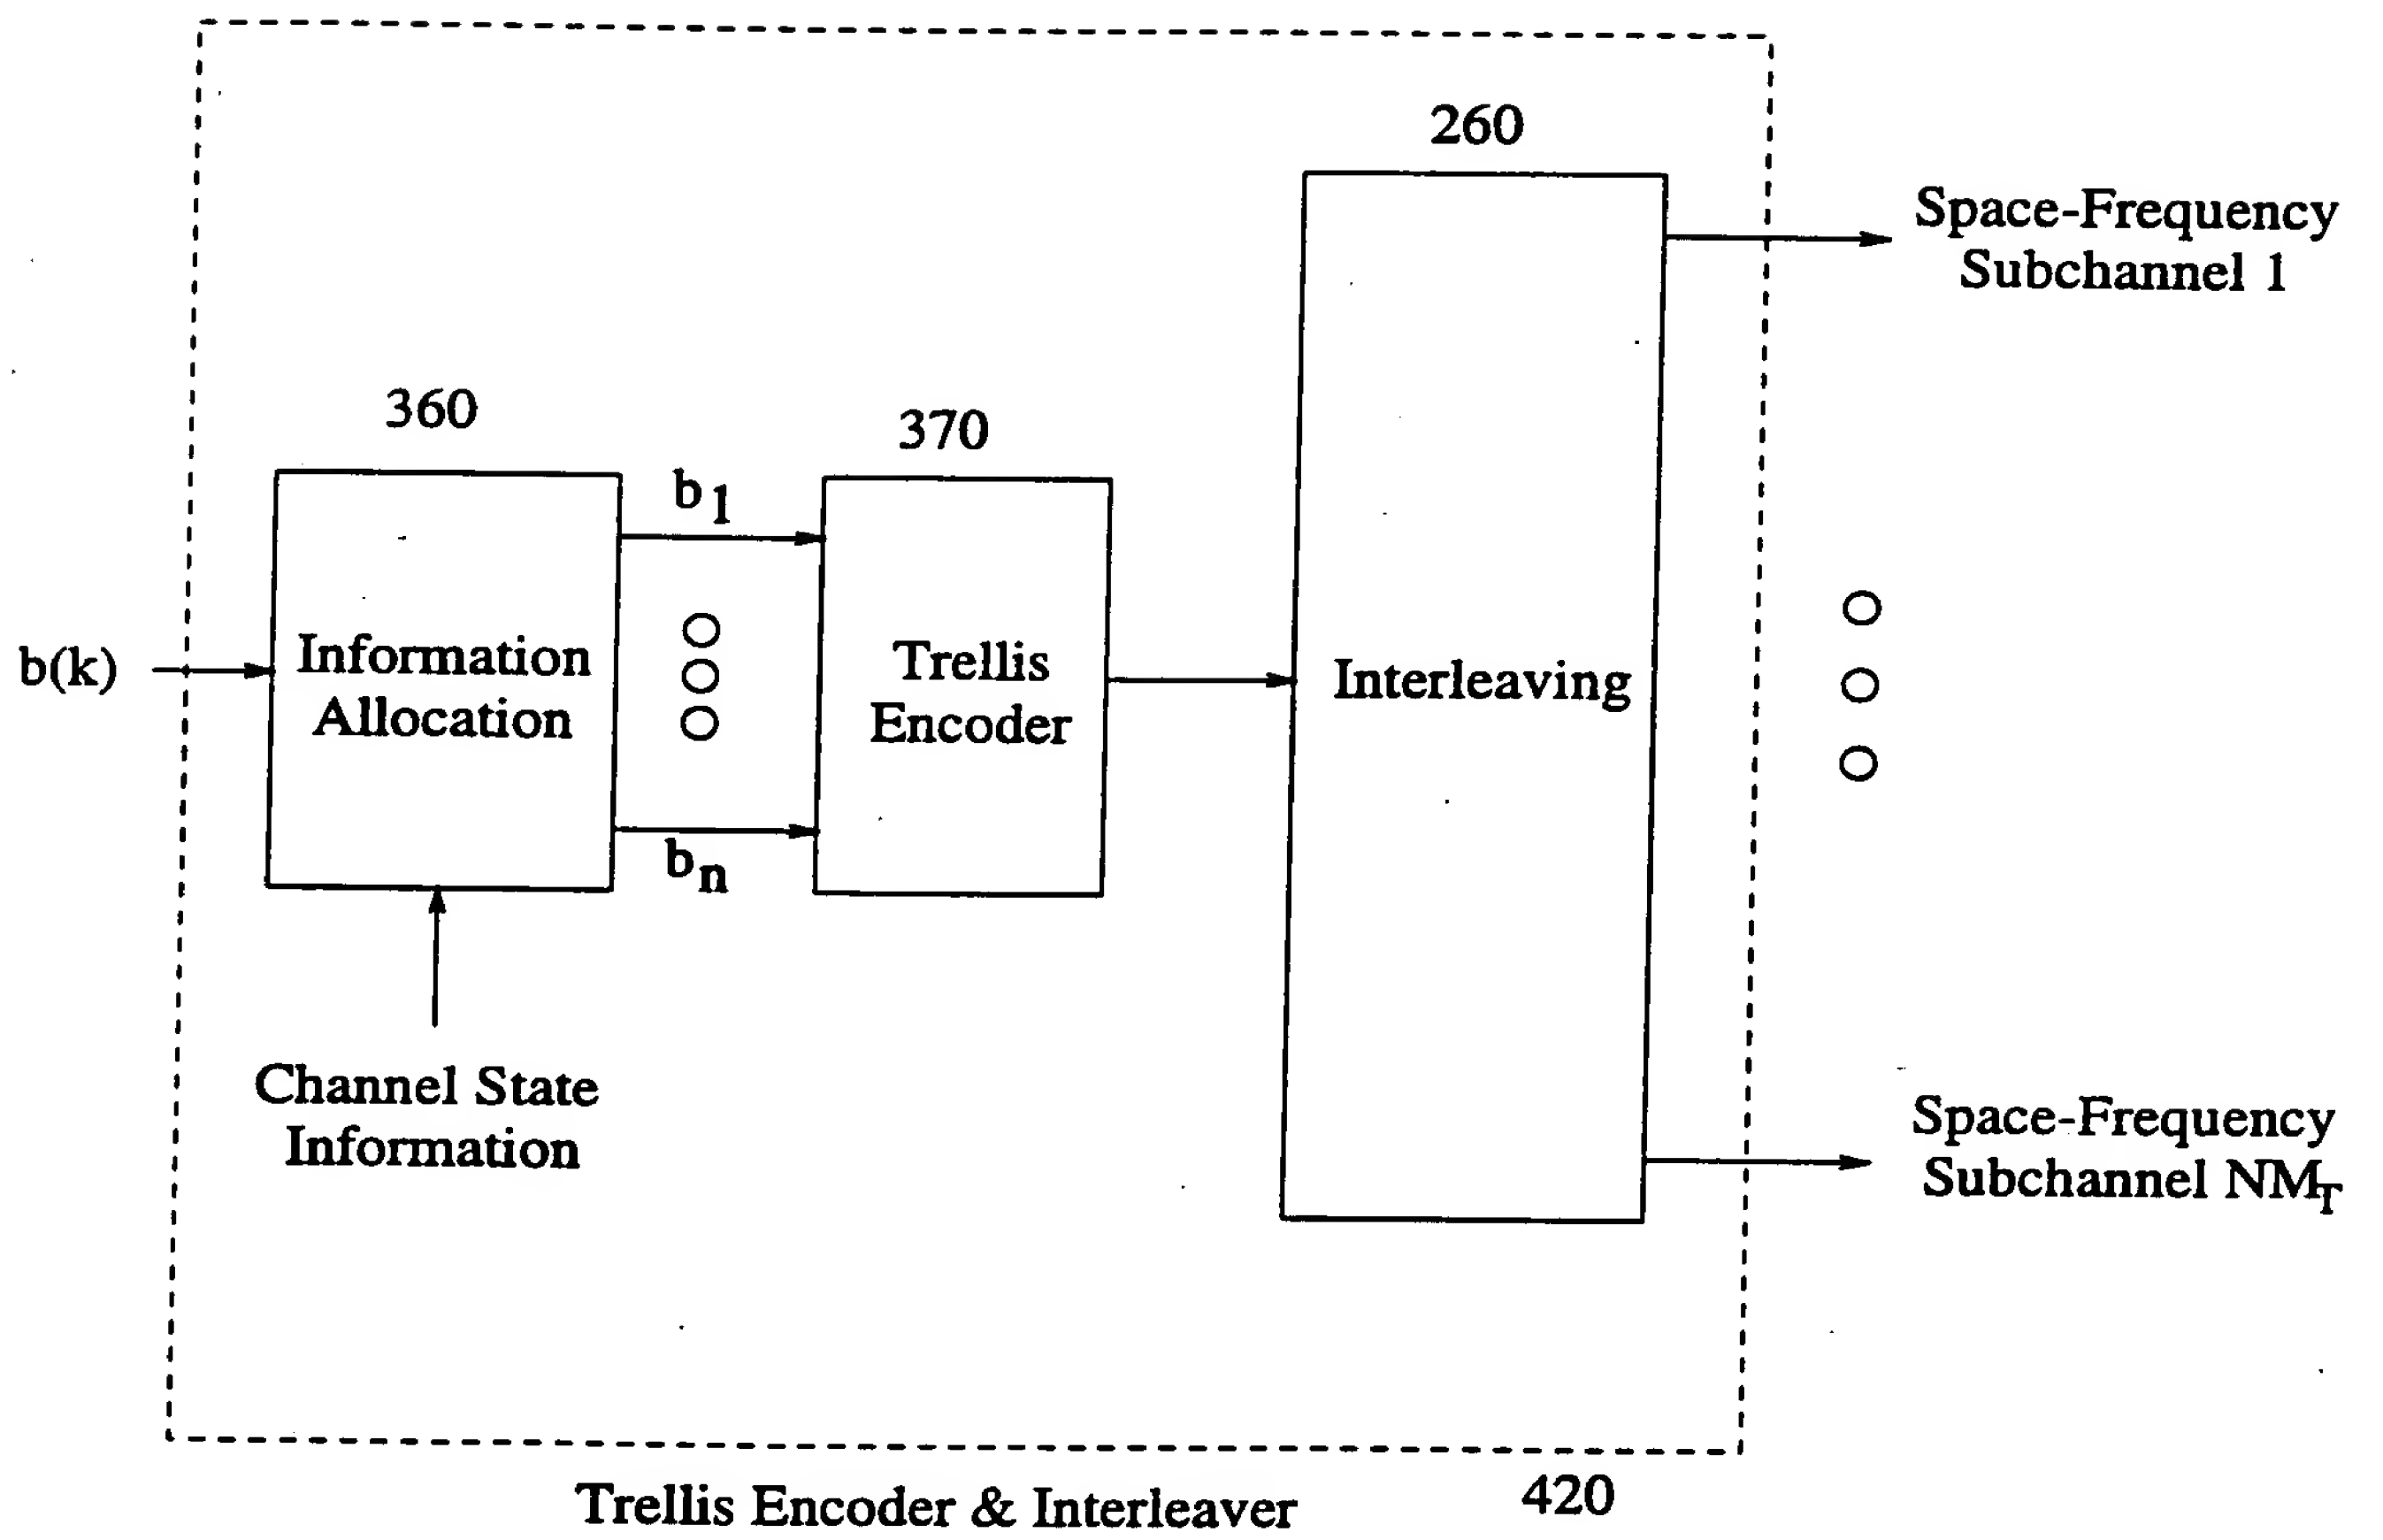 260
Space-Frequency
Subchannel 1
360
370
b1
b(k)
Information
Allocation
Trellis
Encoder
Interleaving
bn
Channel State
Information
Space-Frequency
Subchannel NMT
Trellis Encoder & Interleaver
420